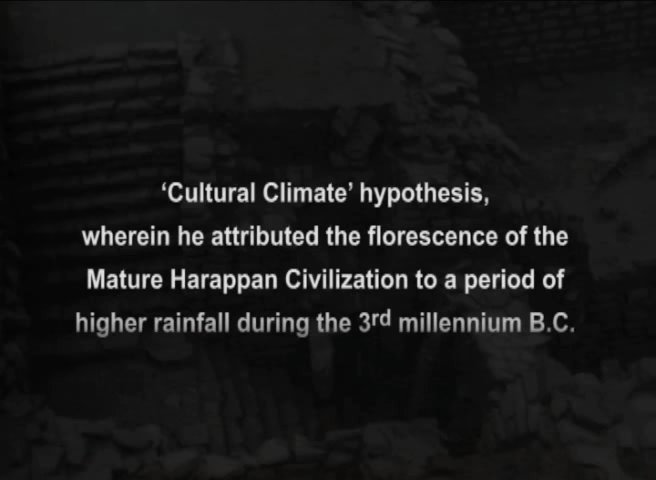 ‘Cultural Climate’ hypothesis,
wherein he attributed the florescence of the
Mature Harappan Civilization to a period of
higher rainfall during the 3rd millennium B.C.